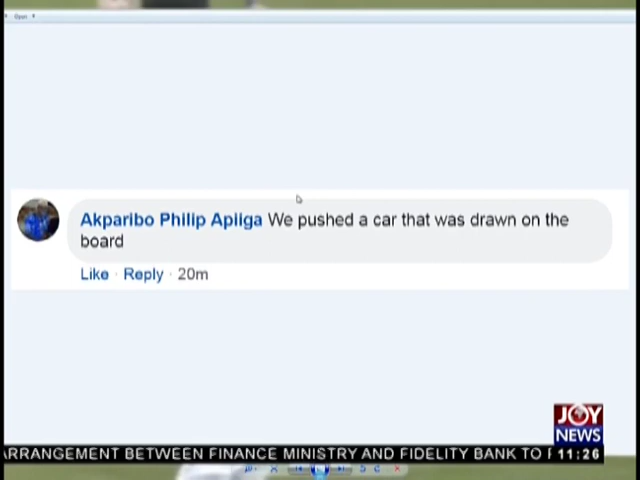 Open
Akparibo Philip Apiiga We pushed a car that was drawn on the
board
Like · Reply · 20m
JOY
NEWS
ARRANGEMENT BETWEEN FINANCE MINISTRY AND FIDELITY BANK TO
11:26